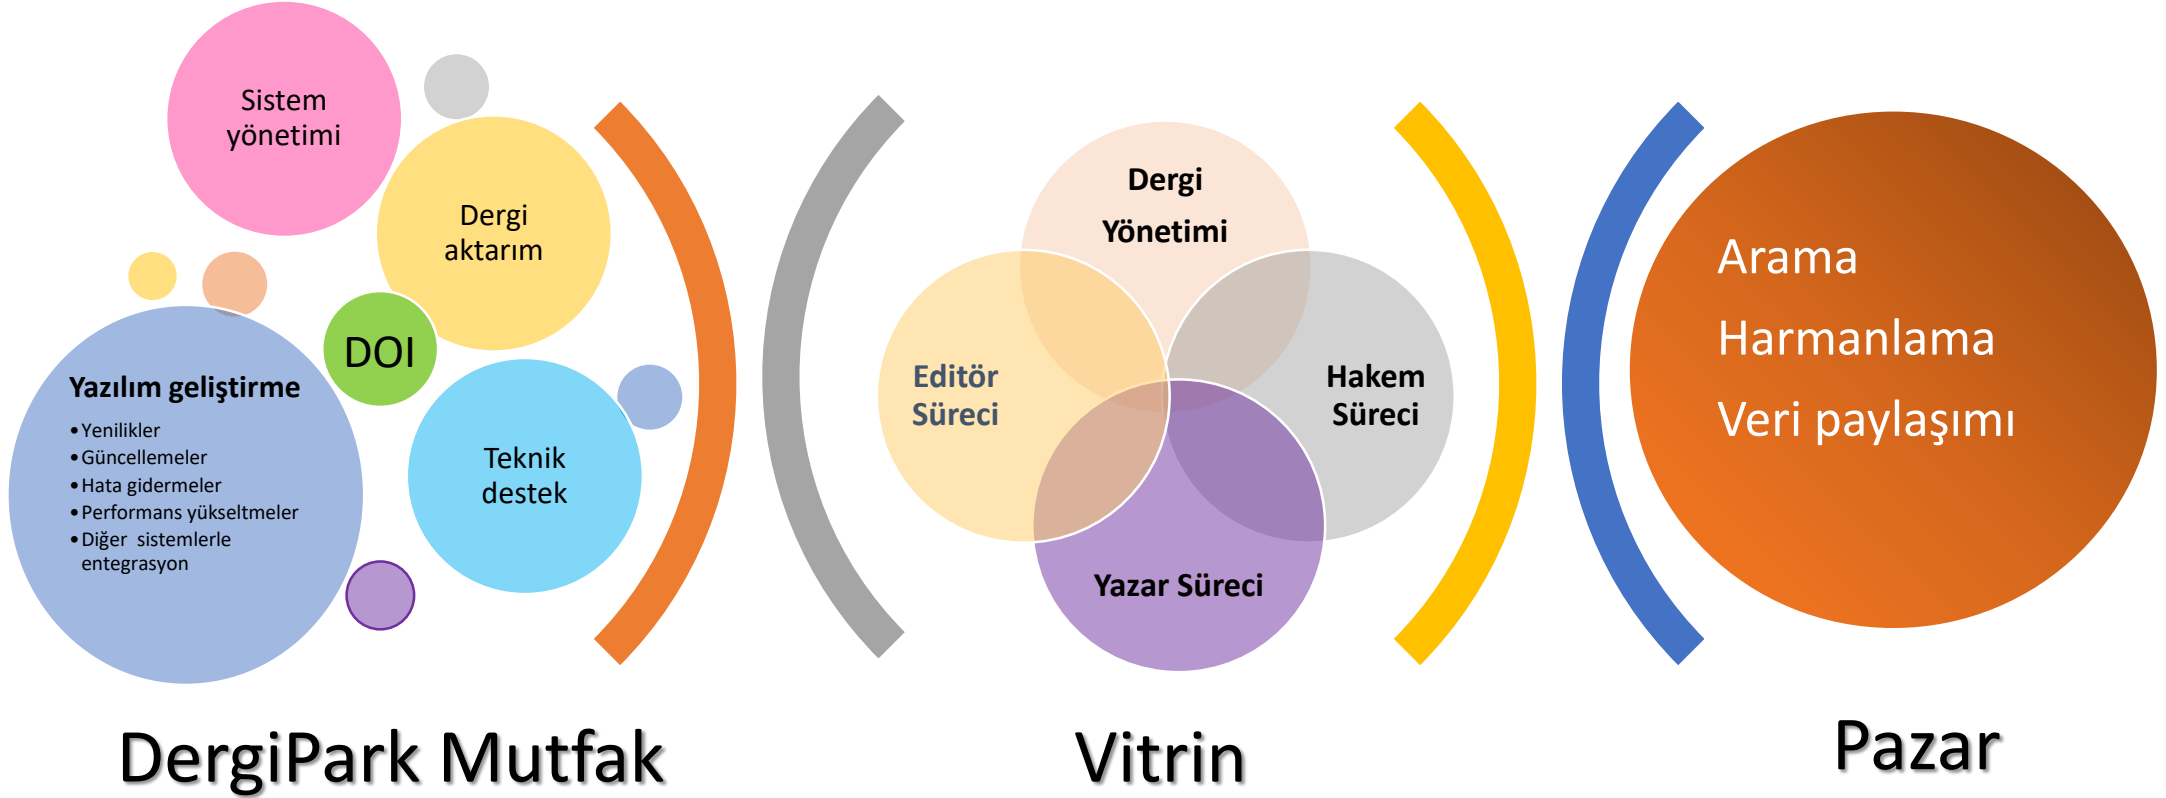 Sistem
yönetimi
Dergi
aktarım
DOI
Yazılım geliştirme
•Yenilikler
•Güncellemeler
•Hata gidermeler
•Performans yükseltmeler
•Diğer sistemlerle
entegrasyon
Teknik
destek
DergiPark Mutfak
Dergi
Yönetimi
Editör
Süreci
Hakem
Süreci
Yazar Süreci
Vitrin
Arama
Harmanlama
Veri paylaşımı
Pazar